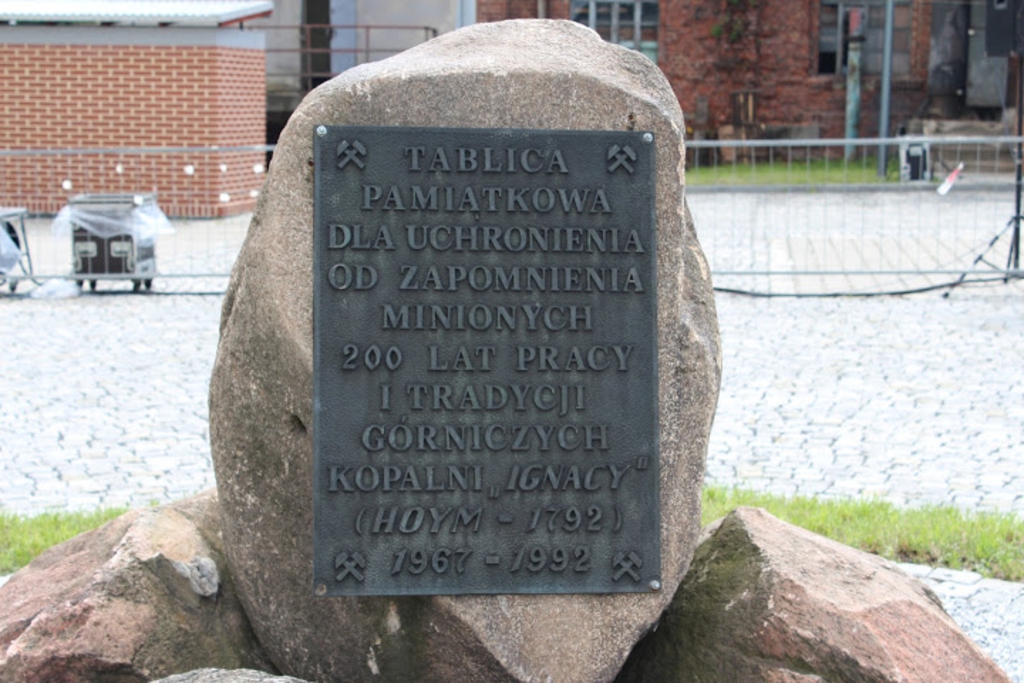 TABLICA
PAMIĄTKOWA
DLA UCHRONIENIA
OD ZAPOMNIENIA
MINIONYCH
200 LAT PRACY
I TRADYCJI
GÓRNICZYCH
KOPALNI „IGNACY"
(HOYM - 1792)
1967 - 1992